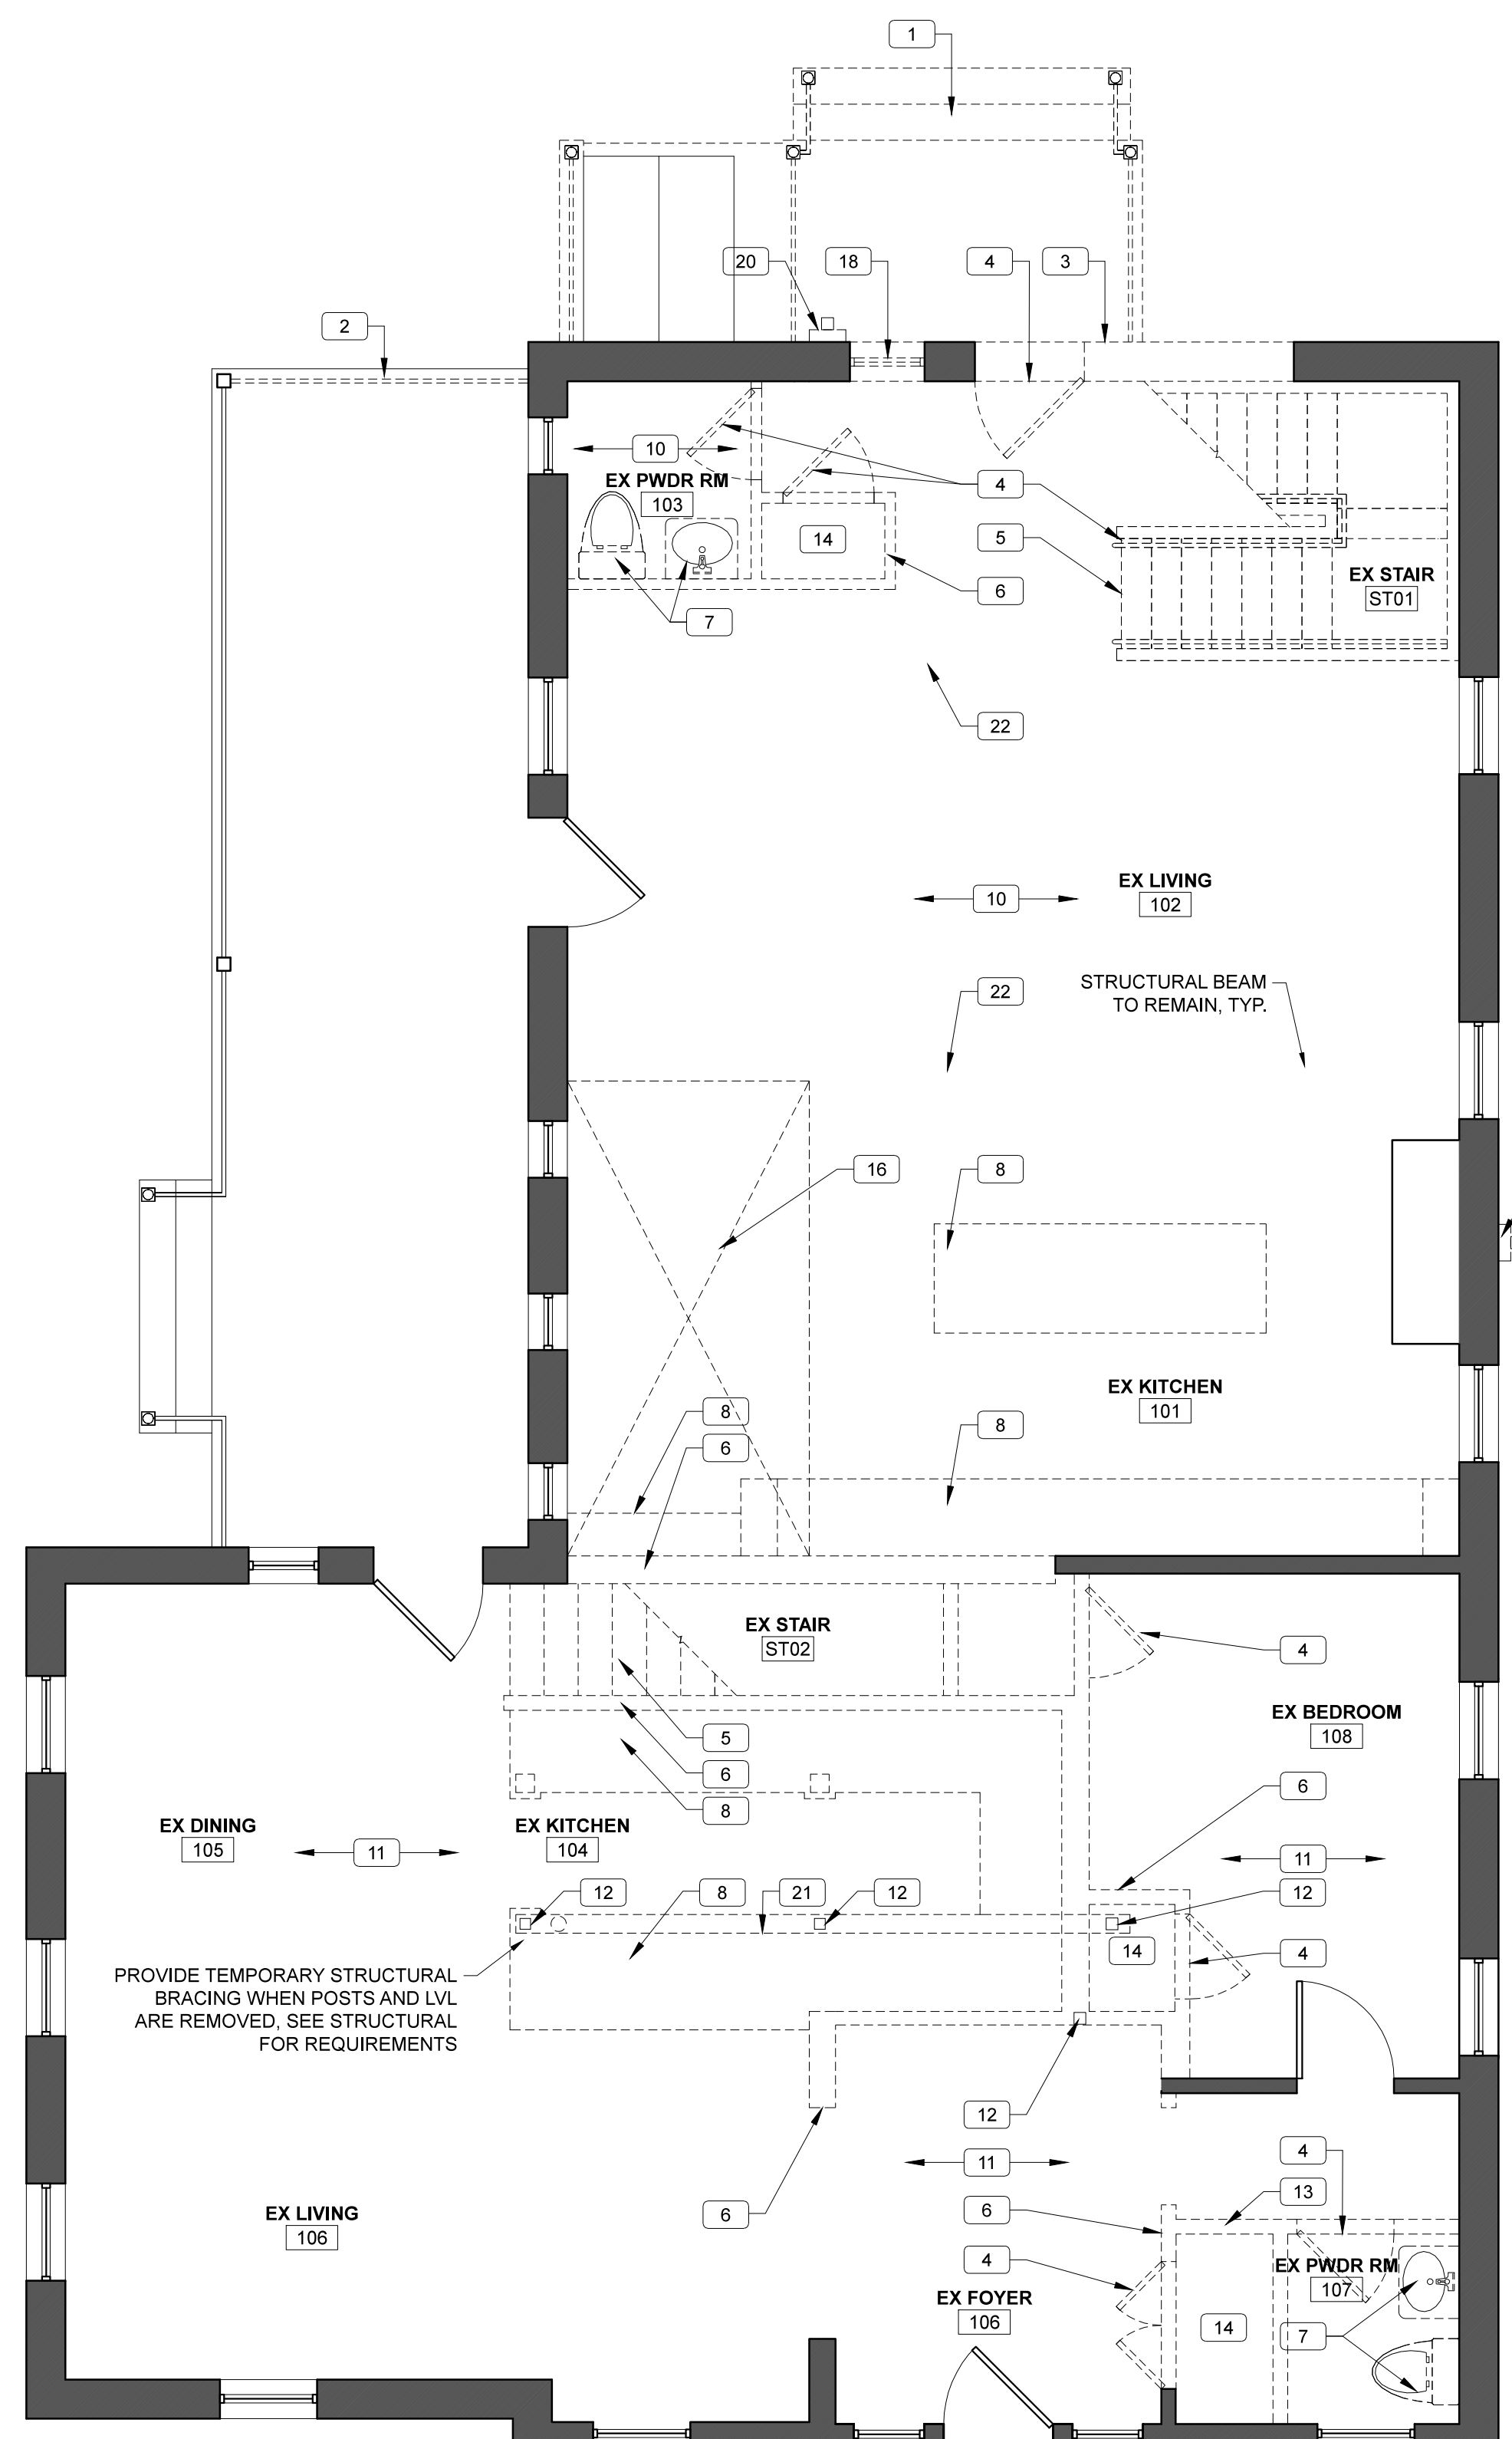 1
20
18
4
3
2
10
EX PWDR RM
103
4
14
5
EX STAIR
ST01
6
7
22
EX LIVING
102
10
22
STRUCTURAL BEAM
TO REMAIN, TYP.
16
8
EX KITCHEN
101
8
8
6
EX STAIR
ST02
4
EX BEDROOM
108
5
6
8
6
EX DINING
105
11
EX KITCHEN
104
11
12
8
21
12
12
14
4
PROVIDE TEMPORARY STRUCTURAL
BRACING WHEN POSTS AND LVL
ARE REMOVED, SEE STRUCTURAL
FOR REQUIREMENTS
12
11
4
13
6
6
EX LIVING
106
4
EX PWDR RM
107
EX FOYER
106
14
7